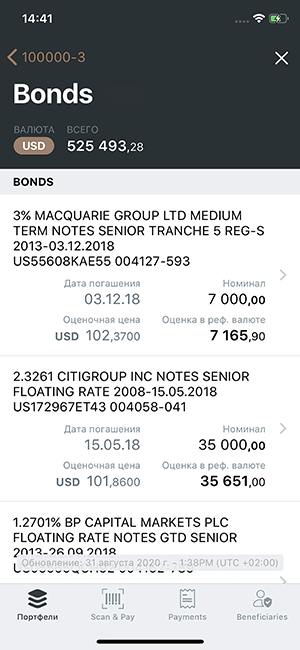 14:41
100000-3
Bonds
ВАЛЮТА ВСЕГО
USD 525 493,28
BONDS
3% MACQUARIE GROUP LTD MEDIUM
TERM NOTES SENIOR TRANCHE 5 REG-S
2013-03.12.2018
US55608KAE55 004127-593
Дата погашения Номинал
03.12.18 7 000,00
Оценочная цена Оценка в реф. валюте
USD 102,3700 7 165,90
2.3261 CITIGROUP INC NOTES SENIOR
FLOATING RATE 2008-15.05.2018
US172967ET43 004058-041
Дата погашения Номинал
15.05.18 35 000,00
Оценочная цена Оценка в реф. валюте
USD 101,8600 35 651,00
1.2701% BP CAPITAL MARKETS PLC
FLOATING RATE NOTES GTD SENIOR
2013-26.09.2018
Обновление: 31 августа 2020 г. - 1:38PM (UTC +02:00)
Портфели Scan & Pay Payments Beneficiaries